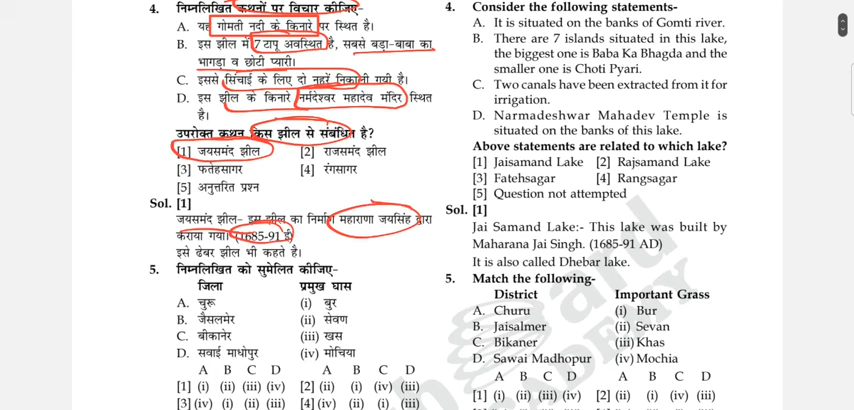 4. निम्नलिखित कथनों पर विचार कीजिए-
A. यह गोमती नदी के किनारे पर स्थित है।
B. इस झील में 7 टापू अवस्थित है, सबसे बड़ा-बाबा का
भागड़ा व छोटी प्यारी।
C. इससे सिंचाई के लिए दो नहरें निकाली गयी है।
D. इस झील के किनारे नर्मदेश्वर महादेव मंदिर स्थित
है।
उपरोक्त कथन किस झील से संबंधित है?
[1] जयसमंद झील [2] राजसमंद झील
[3] फतेहसागर [4] रंगसागर
[5] अनुत्तरित प्रश्न
Sol. [1]
जयसमंद झील- इस झील का निर्माण महाराणा जयसिंह द्वारा
कराया गया। (1685-91 ई)
इसे ढेबर झील भी कहते है।
5. निम्नलिखित को सुमेलित कीजिए-
जिला प्रमुख घास
A. चुरू (i) बुर
B. जैसलमेर (ii) सेवण
C. बीकानेर (iii) खस
D. सवाई माधोपुर (iv) मोचिया
A B C D A B C D
[1] (i) (ii) (iii) (iv) [2] (ii) (i) (iv) (iii)
[3] (iv) (i) (ii) (iii) [4] (iv) (ii) (i) (iii)
4. Consider the following statements-
A. It is situated on the banks of Gomti river.
B. There are 7 islands situated in this lake,
the biggest one is Baba Ka Bhagda and the
smaller one is Choti Pyari.
C. Two canals have been extracted from it for
irrigation.
D. Narmadeshwar Mahadev Temple is
situated on the banks of this lake.
Above statements are related to which lake?
[1] Jaisamand Lake [2] Rajsamand Lake
[3] Fatehsagar [4] Rangsagar
[5] Question not attempted
Sol. [1]
Jai Samand Lake:- This lake was built by
Maharana Jai Singh. (1685-91 AD)
It is also called Dhebar lake.
5. Match the following-
District Important Grass
A. Churu (i) Bur
B. Jaisalmer (ii) Sevan
C. Bikaner (iii) Khas
D. Sawai Madhopur (iv) Mochia
A B C D A B C D
[1] (i) (ii) (iii) (iv) [2] (ii) (i) (iv) (iii)